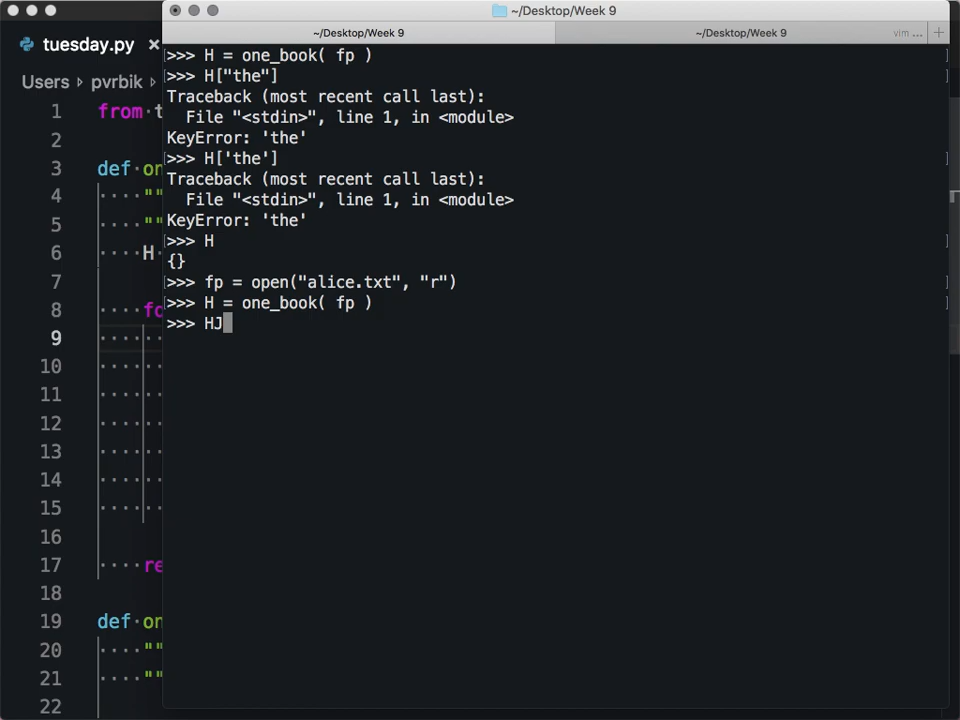 ~/Desktop/Week 9
~/Desktop/Week 9
~/Desktop/Week 9
vim ...
tuesday.py
Users
pvrbik
>>> H = one_book( fp )
>>> H["the"]
Traceback (most recent call last):
File "<stdin>", line 1, in <module>
KeyError: 'the'
>>> H['the']
Traceback (most recent call last):
File "<stdin>", line 1, in <module>
KeyError: 'the'
>>> H
{}
>>> fp = open("alice.txt", "r")
>>> H = one_book( fp )
>>> HJ
1 from t
2
3 def on
4 ""
5 ""
6 H
7
8 fo
9
10
11
12
13
14
15
16
17 re
18
19 def on
20 ""
21 ""
22